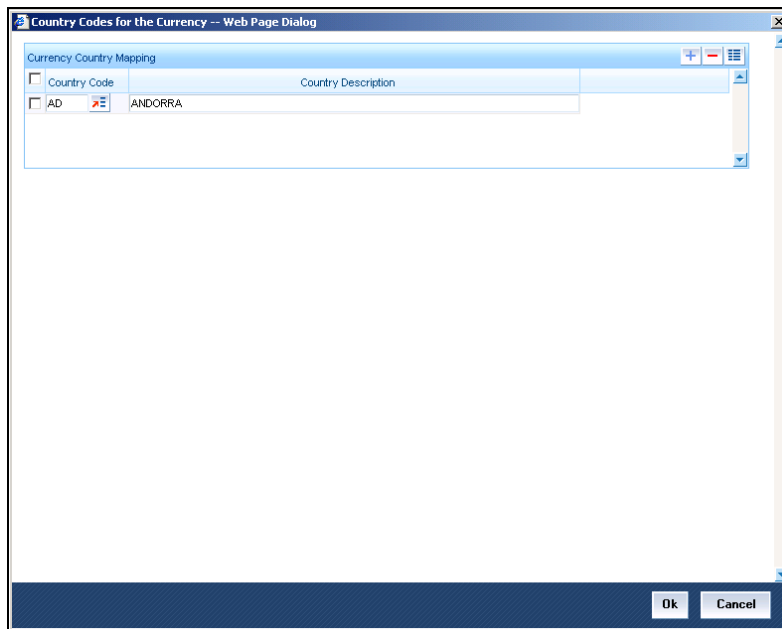 Country Codes for the Currency -- Web Page Dialog
Currency Country Mapping
Country Code Country Description
AD ANDORRA
Ok Cancel